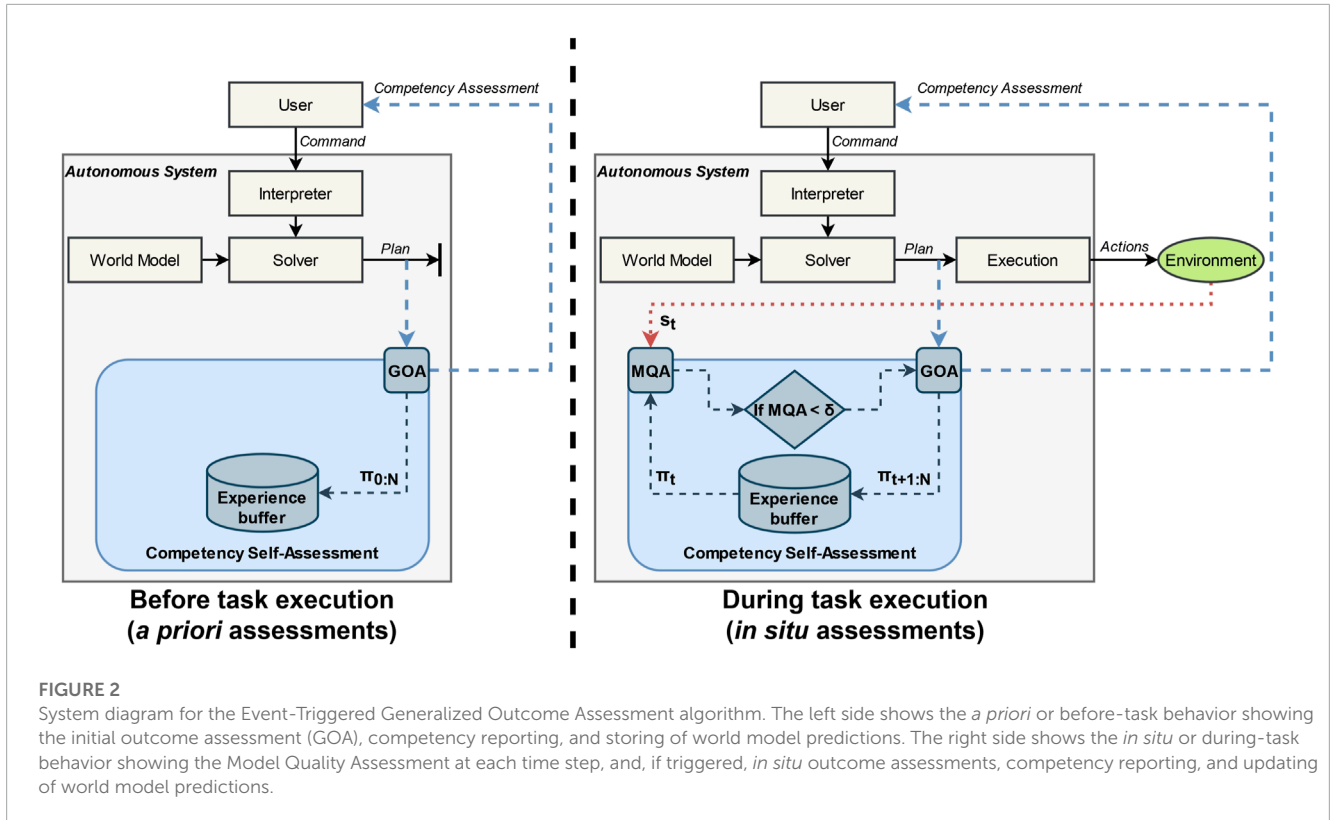 User
Competency Assessment
Command
Autonomous System
Interpreter
World Model
Solver
Plan
GOA
π0:N
Experience
buffer
Competency Self-Assessment
Before task execution
(a priori assessments)
User
Competency Assessment
Command
Autonomous System
Interpreter
World Model
Solver
Plan
Execution
Actions
Environment
st
MQA
If MQA < δ
GOA
πt
πt+1:N
Experience
buffer
Competency Self-Assessment
During task execution
(in situ assessments)
FIGURE 2
System diagram for the Event-Triggered Generalized Outcome Assessment algorithm. The left side shows the a priori or before-task behavior showing
the initial outcome assessment (GOA), competency reporting, and storing of world model predictions. The right side shows the in situ or during-task
behavior showing the Model Quality Assessment at each time step, and, if triggered, in situ outcome assessments, competency reporting, and updating
of world model predictions.